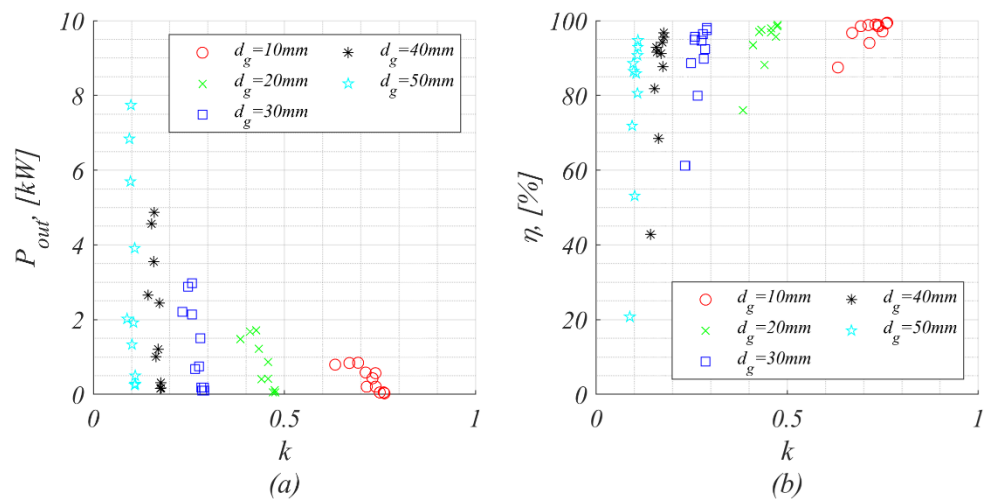 10
8
6
4
2
0
P_out, [kW]
d_g=10mm
d_g=20mm
d_g=30mm
d_g=40mm
d_g=50mm
0
0.5
1
k
(a)
100
80
60
40
20
0
η, [%]
d_g=10mm
d_g=20mm
d_g=30mm
d_g=40mm
d_g=50mm
0
0.5
1
k
(b)